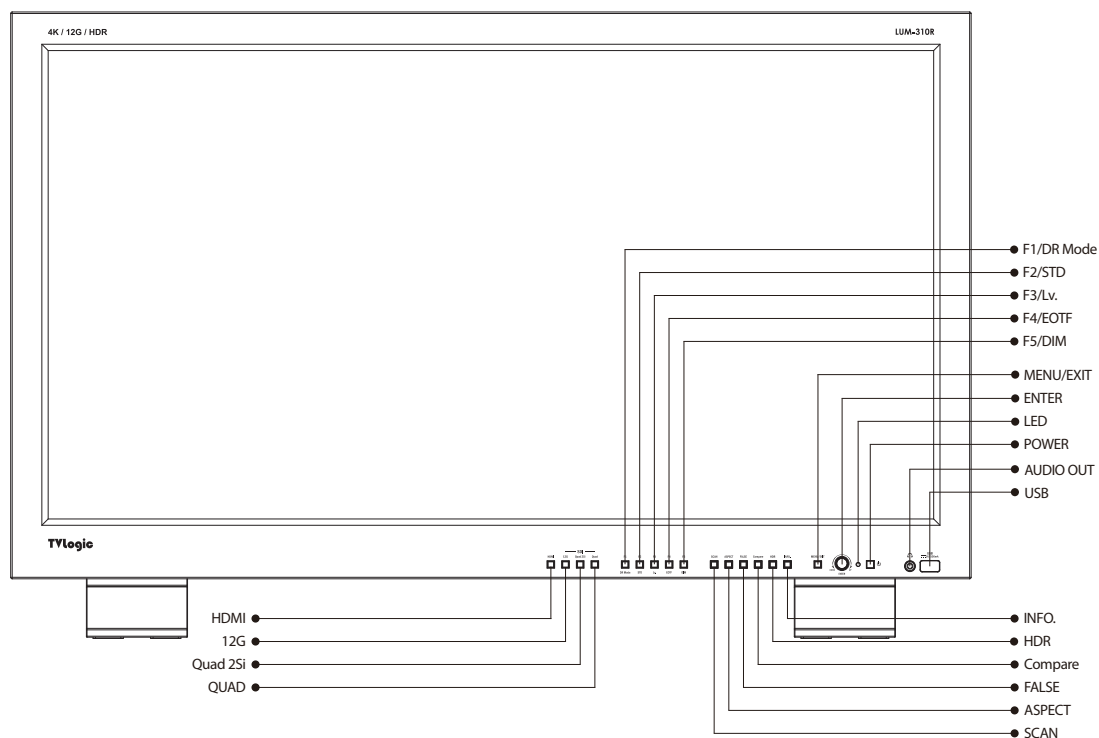 4K / 12G / HDR
LUM-310R
F1/DR Mode
F2/STD
F3/Lv.
F4/EOTF
F5/DIM
MENU/EXIT
ENTER
LED
POWER
AUDIO OUT
USB
TVLogic
HDMI
12G
Quad 2Si
QUAD
INFO.
HDR
Compare
FALSE
ASPECT
SCAN